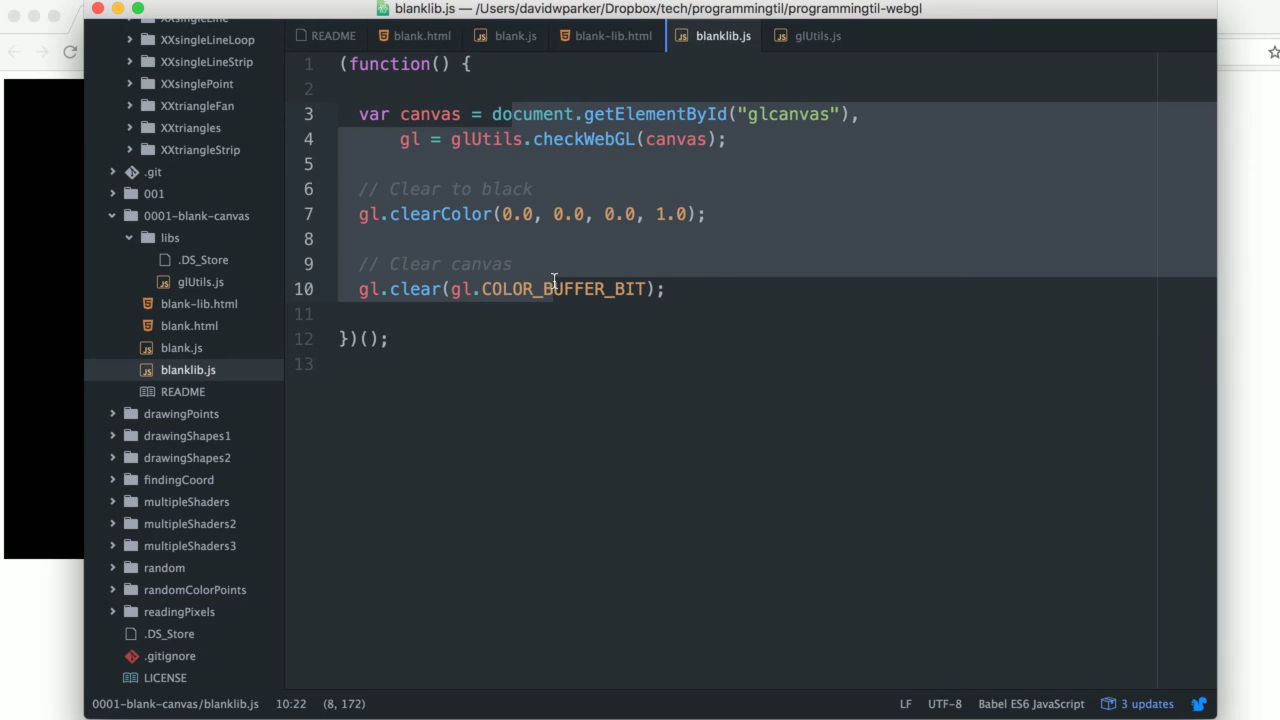 blanklib.js — /Users/davidwparker/Dropbox/tech/programmingtil/programmingtil-webgl
README
blank.html
blank.js
blank-lib.html
blanklib.js
glUtils.js
XXsingleLine
XXsingleLineLoop
XXsingleLineStrip
XXsinglePoint
XXtriangleFan
XXtriangles
XXtriangleStrip
.git
001
0001-blank-canvas
libs
.DS_Store
glUtils.js
blank-lib.html
blank.html
blank.js
blanklib.js
README
drawingPoints
drawingShapes1
drawingShapes2
findingCoord
multipleShaders
multipleShaders2
multipleShaders3
random
randomColorPoints
readingPixels
.DS_Store
.gitignore
LICENSE
1 (function() {
2
3 var canvas = document.getElementById("glcanvas"),
4 gl = glUtils.checkWebGL(canvas);
5
6 // Clear to black
7 gl.clearColor(0.0, 0.0, 0.0, 1.0);
8
9 // Clear canvas
10 gl.clear(gl.COLOR_BUFFER_BIT);
11
12 })();
13
0001-blank-canvas/blanklib.js 10:22 (8, 172) LF UTF-8 Babel ES6 JavaScript 3 updates